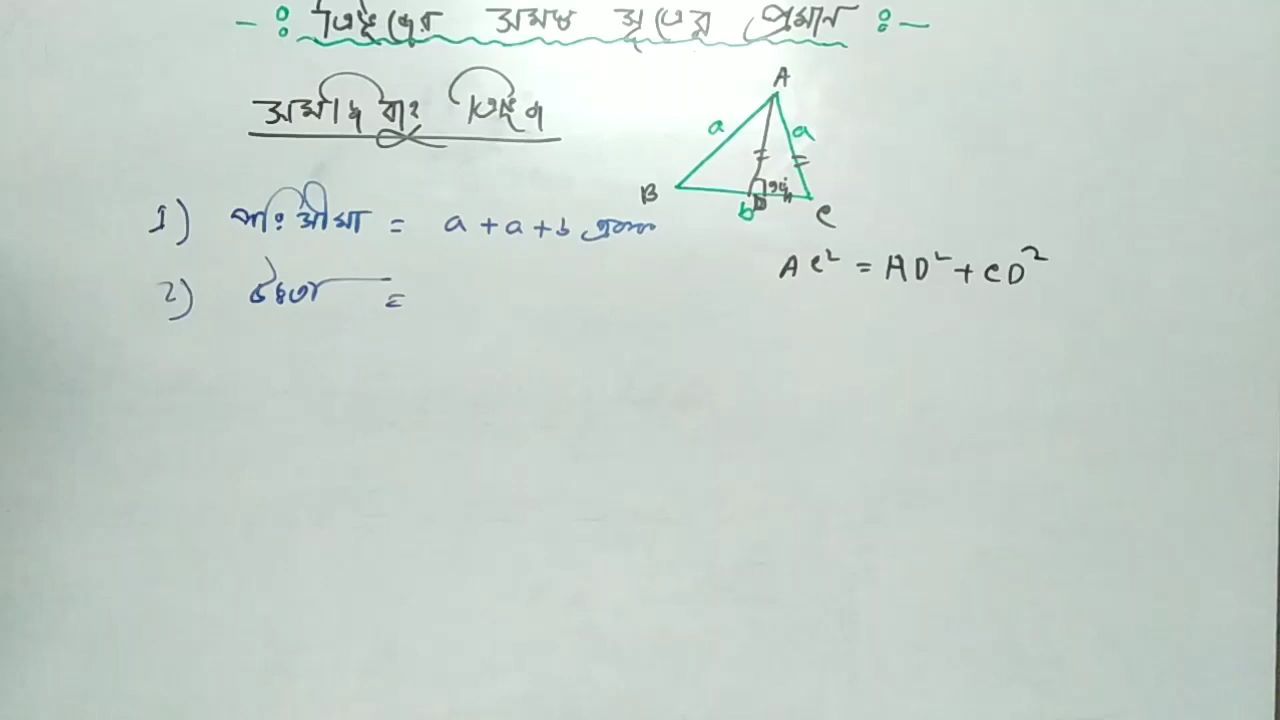 -: ত্রিভুজের সমস্ত সূত্রের প্রমান :-
সমদ্বিবাহু ত্রিভুজ
A
a a
B b D C
1) পরিসীমা = a + a + b একক
AC² = AD² + CD²
2) উচ্চতা =